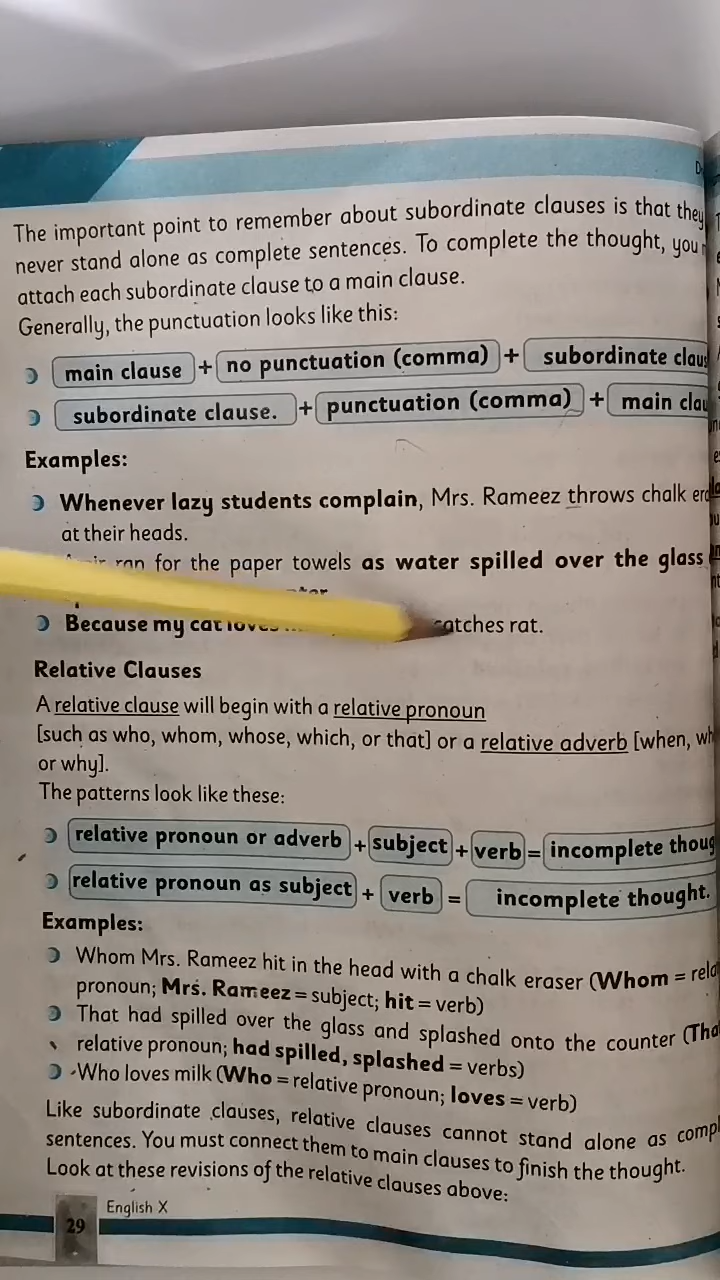 The important point to remember about subordinate clauses is that they
never stand alone as complete sentences. To complete the thought, you
attach each subordinate clause to a main clause.
Generally, the punctuation looks like this:
main clause + no punctuation (comma) + subordinate clau
subordinate clause. + punctuation (comma) + main clau
Examples:
Whenever lazy students complain, Mrs. Rameez throws chalk era
at their heads.
ran for the paper towels as water spilled over the glass
Because my cat loves catches rat.
Relative Clauses
A relative clause will begin with a relative pronoun
[such as who, whom, whose, which, or that] or a relative adverb [when, wh
or why].
The patterns look like these:
relative pronoun or adverb + subject + verb = incomplete thoug
relative pronoun as subject + verb = incomplete thought.
Examples:
Whom Mrs. Rameez hit in the head with a chalk eraser (Whom = rela
pronoun; Mrs. Rameez = subject; hit = verb)
That had spilled over the glass and splashed onto the counter (Tha
relative pronoun; had spilled, splashed = verbs)
Who loves milk (Who = relative pronoun; loves = verb)
Like subordinate clauses, relative clauses cannot stand alone as comp
sentences. You must connect them to main clauses to finish the thought.
Look at these revisions of the relative clauses above:
English X
29